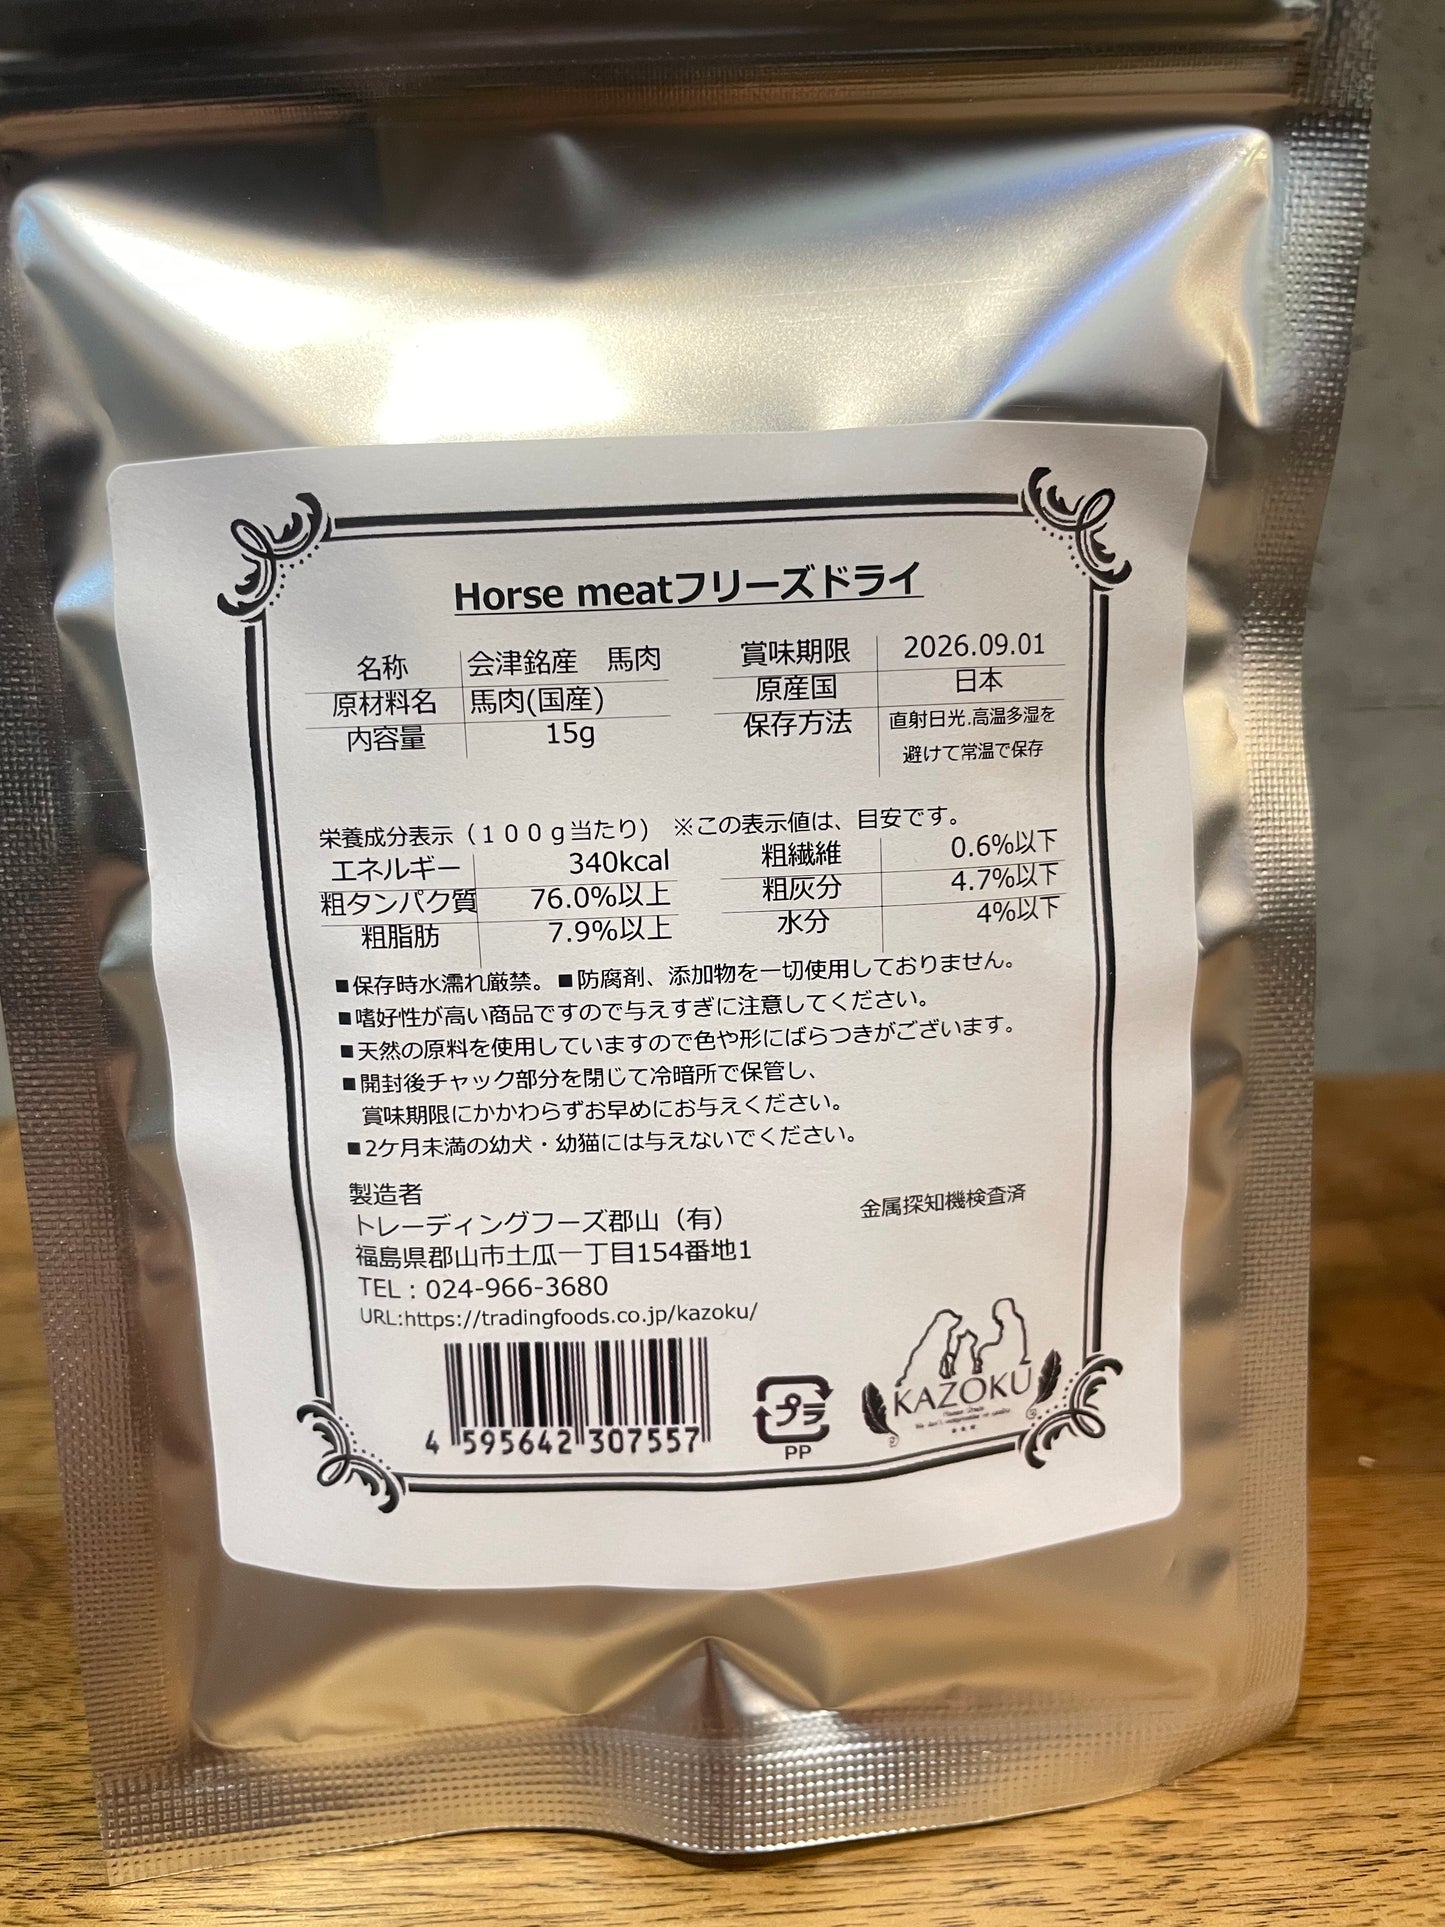 Horse meatフリーズドライ
名称 会津銘産　馬肉
原材料名 馬肉(国産)
内容量 15g
賞味期限 2026.09.01
原産国 日本
保存方法 直射日光.高温多湿を
避けて常温で保存
栄養成分表示（１００ｇ当たり）　※この表示値は、目安です。
エネルギー 340kcal
粗タンパク質 76.0%以上
粗脂肪 7.9%以上
粗繊維 0.6%以下
粗灰分 4.7%以下
水分 4%以下
■保存時水濡れ厳禁。■防腐剤、添加物を一切使用しておりません。
■嗜好性が高い商品ですので与えすぎに注意してください。
■天然の原料を使用していますので色や形にばらつきがございます。
■開封後チャック部分を閉じて冷暗所で保管し、
賞味期限にかかわらずお早めにお与えください。
■2ケ月未満の幼犬・幼猫には与えないでください。
製造者
トレーディングフーズ郡山（有）
福島県郡山市土瓜一丁目154番地1
TEL：024-966-3680
URL:https://tradingfoods.co.jp/kazoku/
金属探知機検査済
4 595642 307557
プラ
PP
KAZOKU